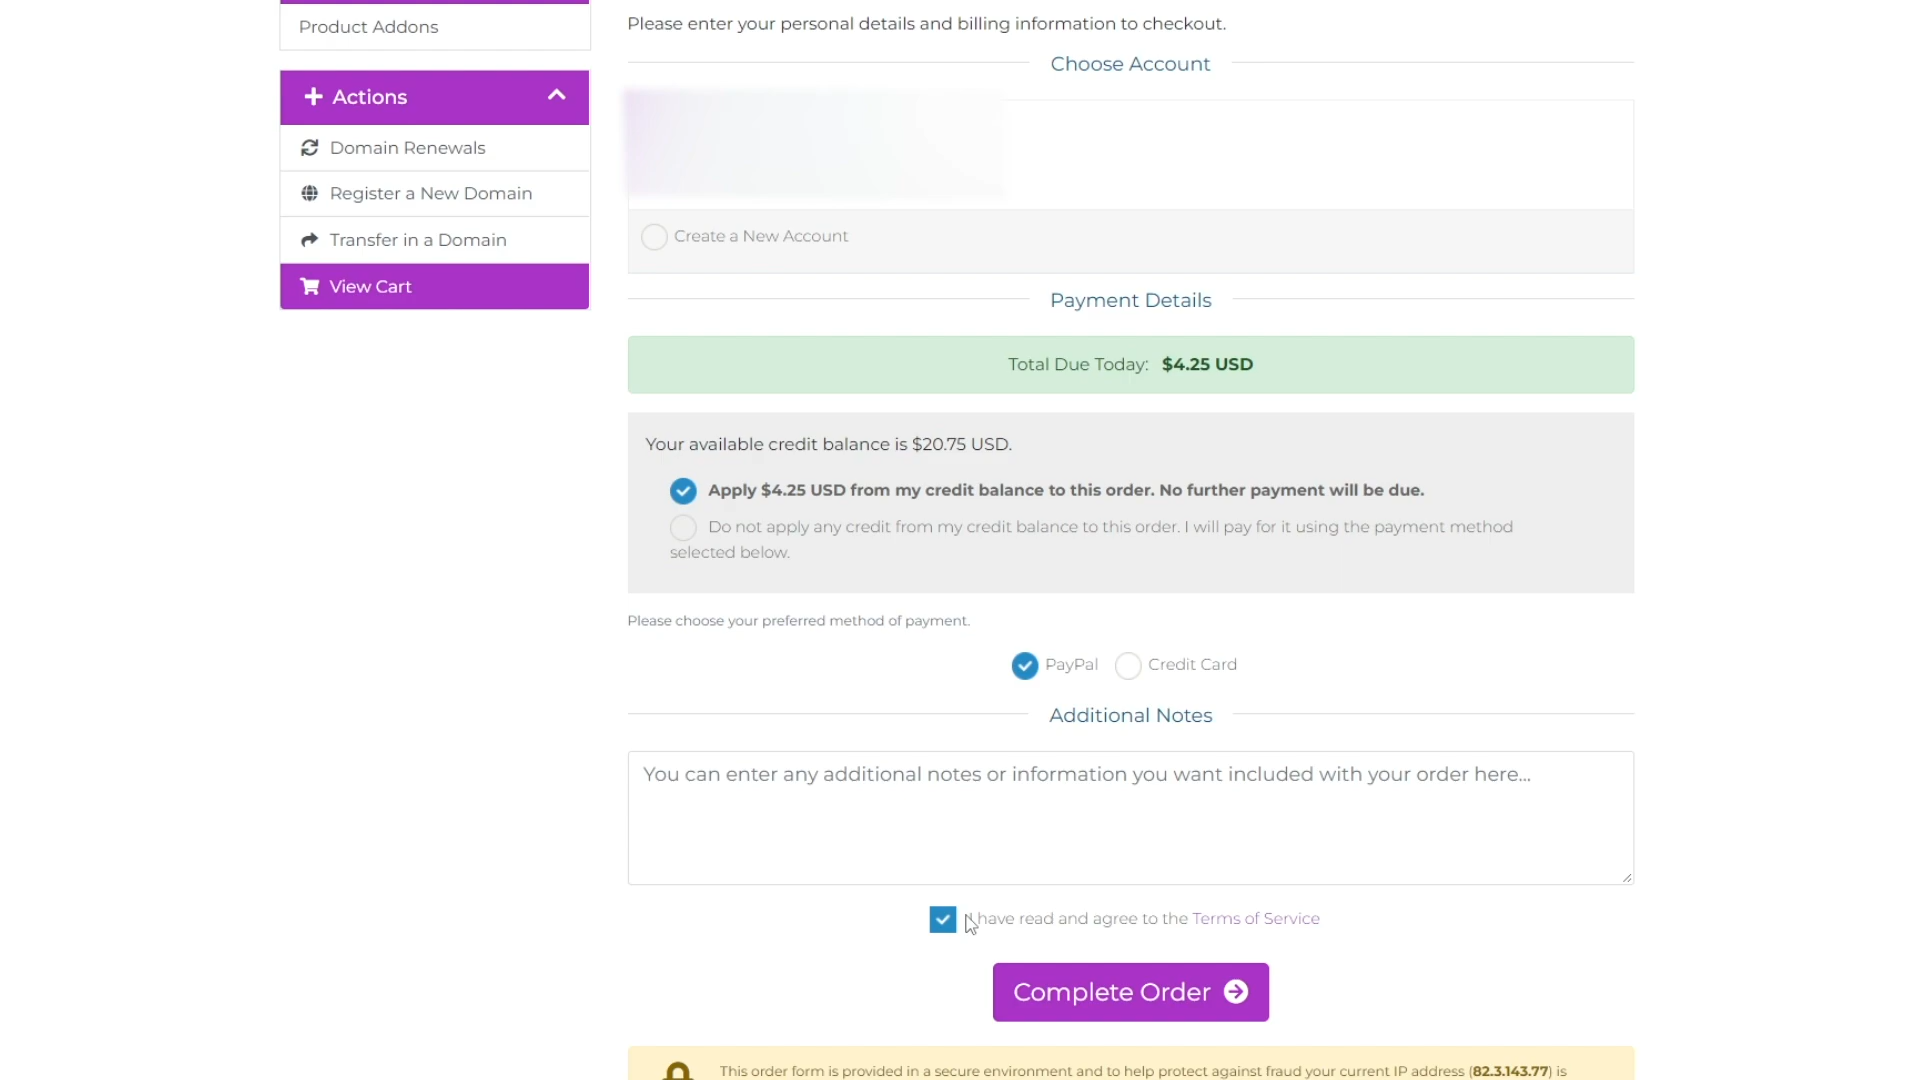 Product Addons
Actions
Domain Renewals
Register a New Domain
Transfer in a Domain
View Cart
Please enter your personal details and billing information to checkout.
Choose Account
Create a New Account
Payment Details
Total Due Today: $4.25 USD
Your available credit balance is $20.75 USD.
Apply $4.25 USD from my credit balance to this order. No further payment will be due.
Do not apply any credit from my credit balance to this order. I will pay for it using the payment method
selected below.
Please choose your preferred method of payment.
PayPal Credit Card
Additional Notes
You can enter any additional notes or information you want included with your order here...
I have read and agree to the Terms of Service
Complete Order
This order form is provided in a secure environment and to help protect against fraud your current IP address (82.3.143.77) is